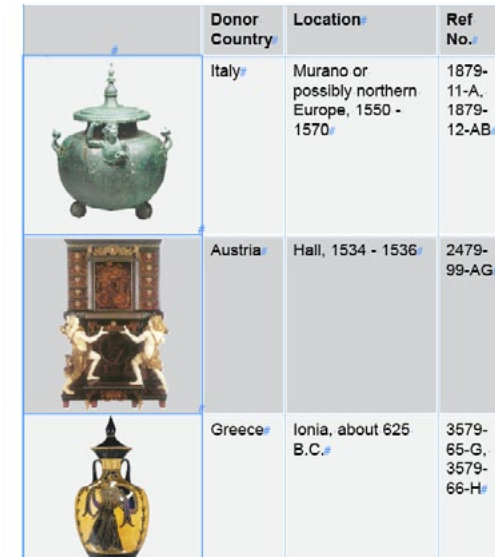 Donor Country
Location
Ref No.
Italy
Murano or possibly northern Europe, 1550 - 1570
1879-11-A, 1879-12-AB
Austria
Hall, 1534 - 1536
2479-99-AG
Greece
Ionia, about 625 B.C.
3579-65-G, 3579-66-H